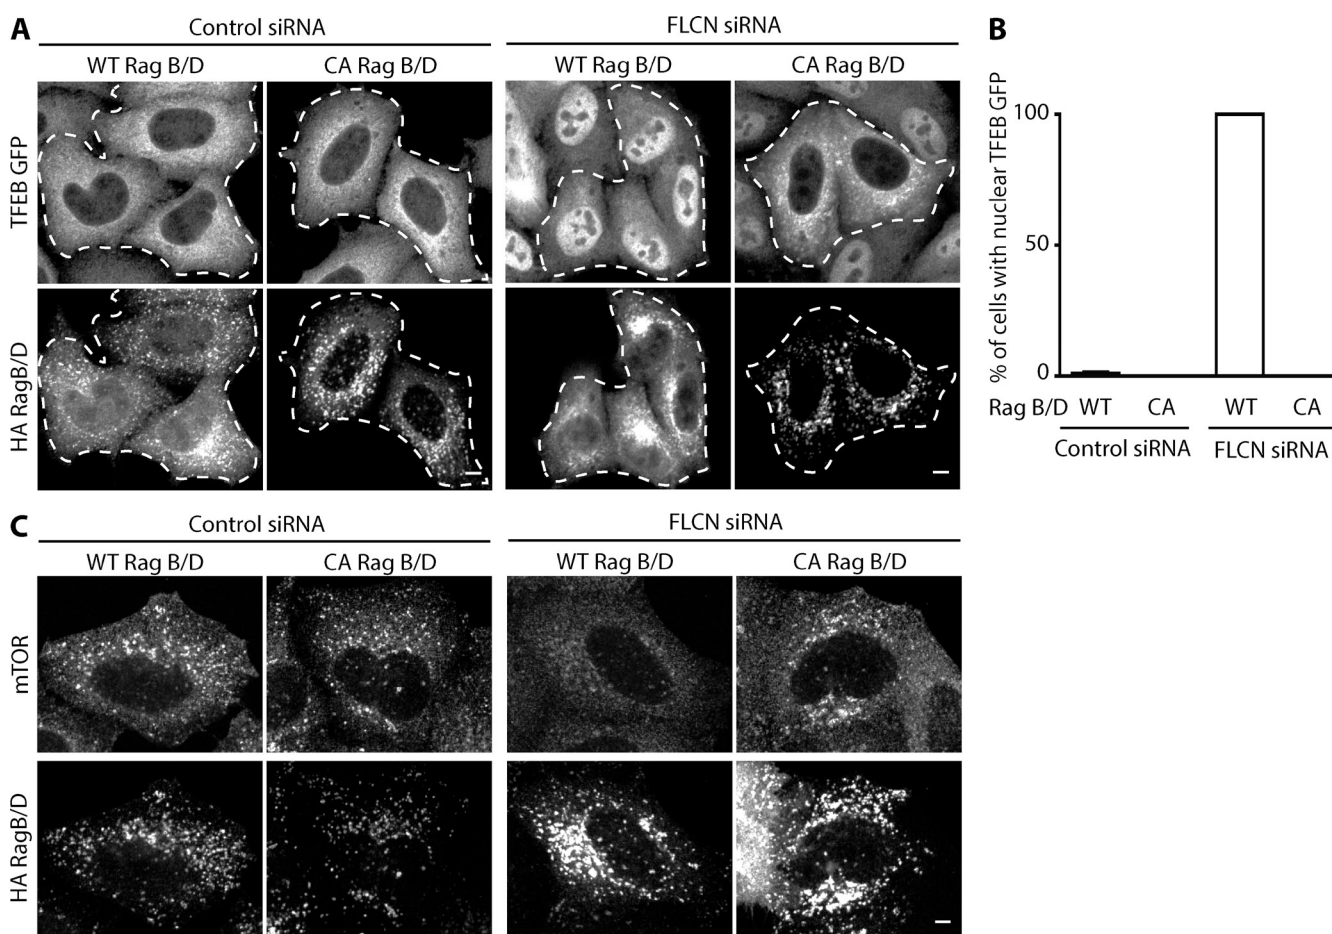 A
Control siRNA
FLCN siRNA
WT Rag B/D
CA Rag B/D
WT Rag B/D
CA Rag B/D
TFEB GFP
HA RagB/D
B
% of cells with nuclear TFEB GFP
100
50
0
Rag B/D WT CA WT CA
Control siRNA FLCN siRNA
C
Control siRNA
FLCN siRNA
WT Rag B/D
CA Rag B/D
WT Rag B/D
CA Rag B/D
mTOR
HA RagB/D